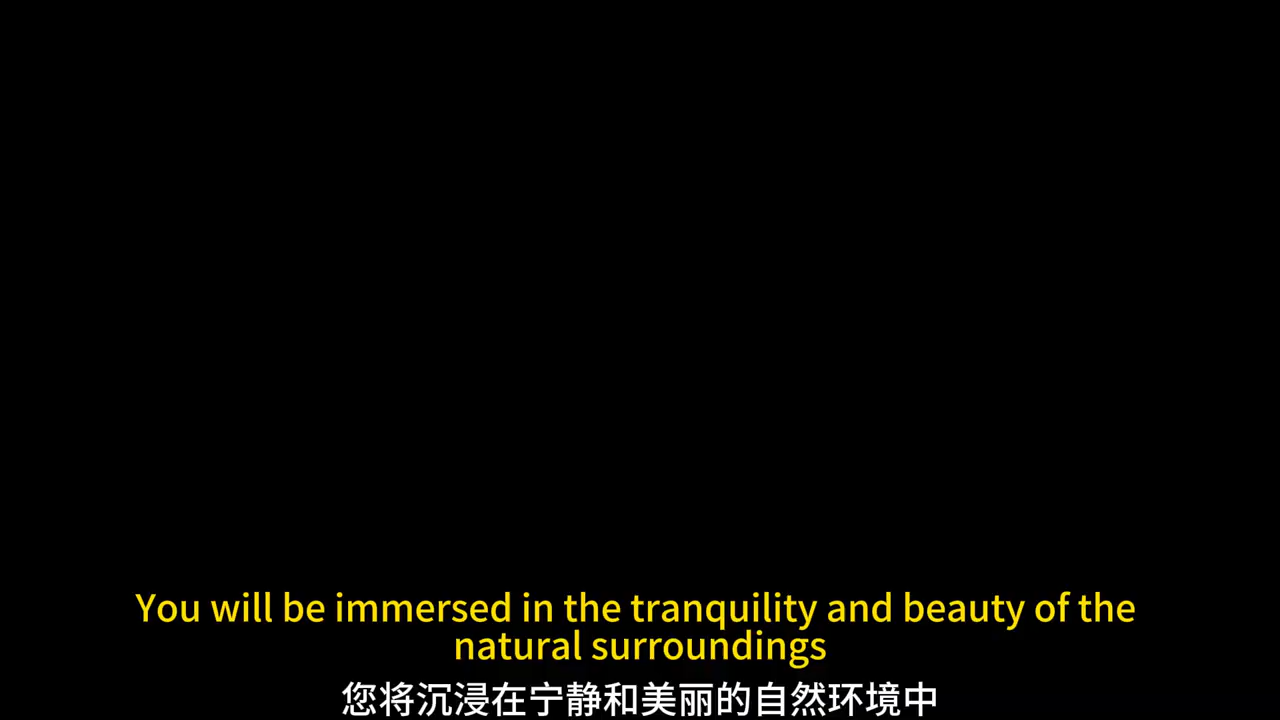 You will be immersed in the tranquility and beauty of the
natural surroundings
您将沉浸在宁静和美丽的自然环境中